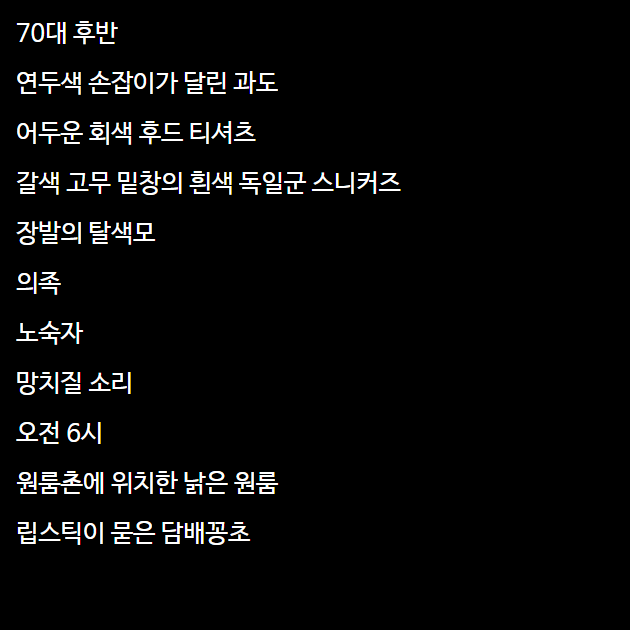 70대 후반
연두색 손잡이가 달린 과도
어두운 회색 후드 티셔츠
갈색 고무 밑창의 흰색 독일군 스니커즈
장발의 탈색모
의족
노숙자
망치질 소리
오전 6시
원룸촌에 위치한 낡은 원룸
립스틱이 묻은 담배꽁초